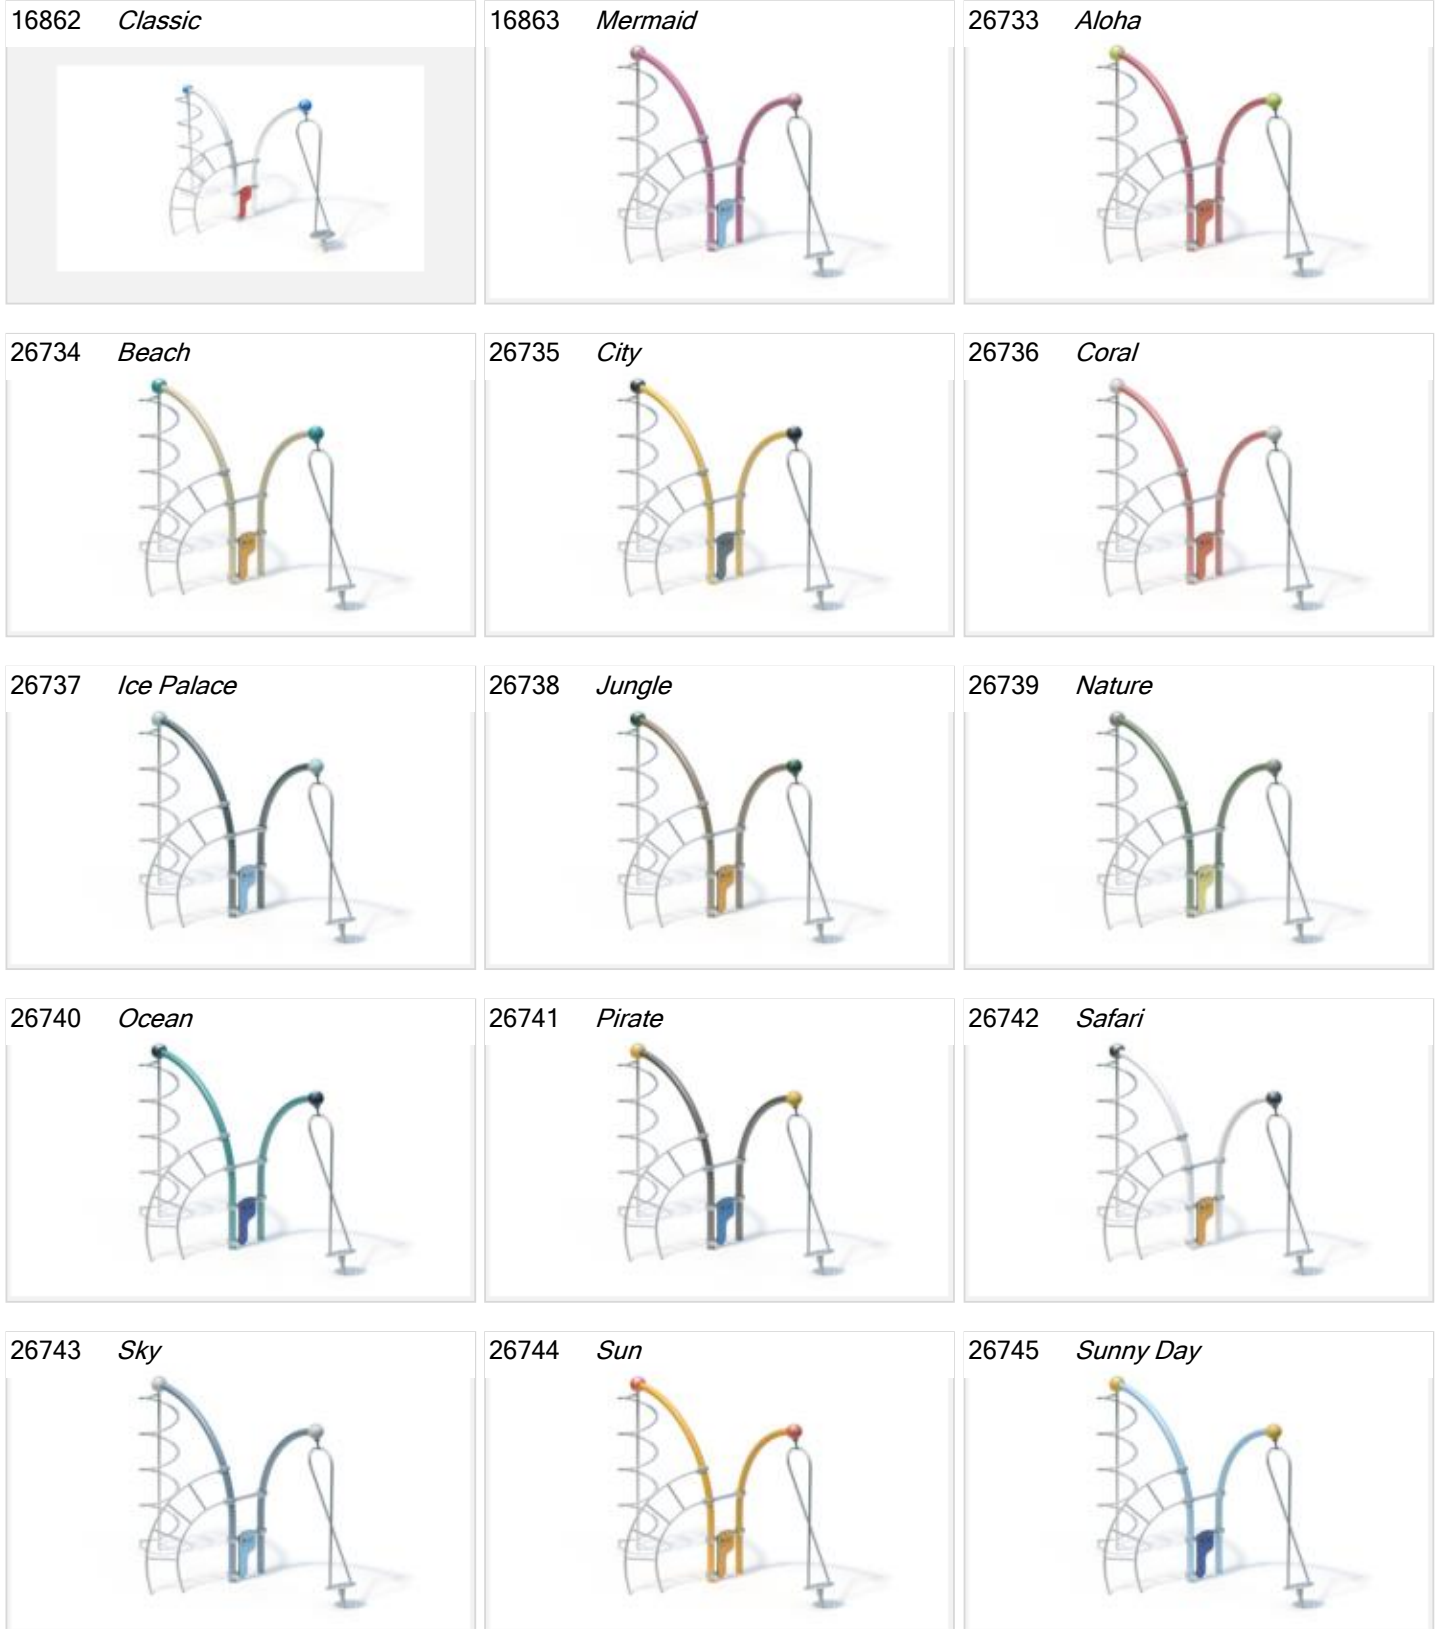 16862 Classic
16863 Mermaid
26733 Aloha
26734 Beach
26735 City
26736 Coral
26737 Ice Palace
26738 Jungle
26739 Nature
26740 Ocean
26741 Pirate
26742 Safari
26743 Sky
26744 Sun
26745 Sunny Day